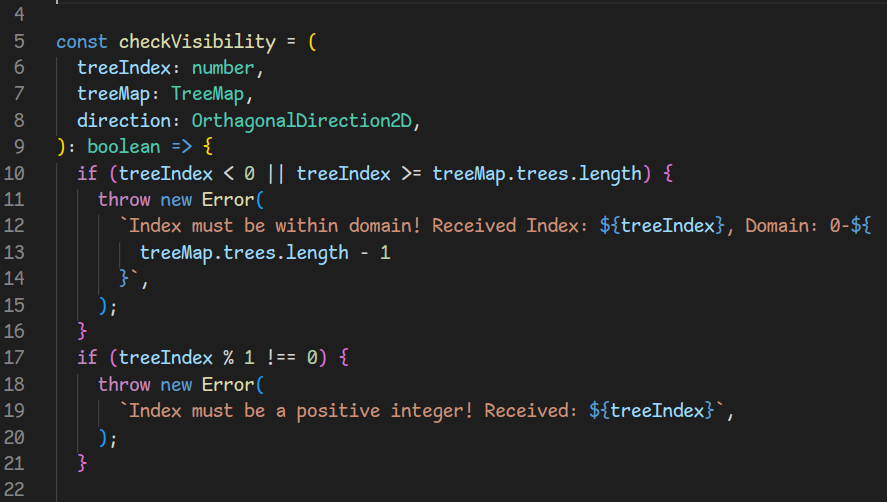 4
5 const checkVisibility = (
6   treeIndex: number,
7   treeMap: TreeMap,
8   direction: OrthagonalDirection2D,
9 ): boolean => {
10   if (treeIndex < 0 || treeIndex >= treeMap.trees.length) {
11     throw new Error(
12       `Index must be within domain! Received Index: ${treeIndex}, Domain: 0-${
13         treeMap.trees.length - 1
14       }`,
15     );
16   }
17   if (treeIndex % 1 !== 0) {
18     throw new Error(
19       `Index must be a positive integer! Received: ${treeIndex}`,
20     );
21   }
22